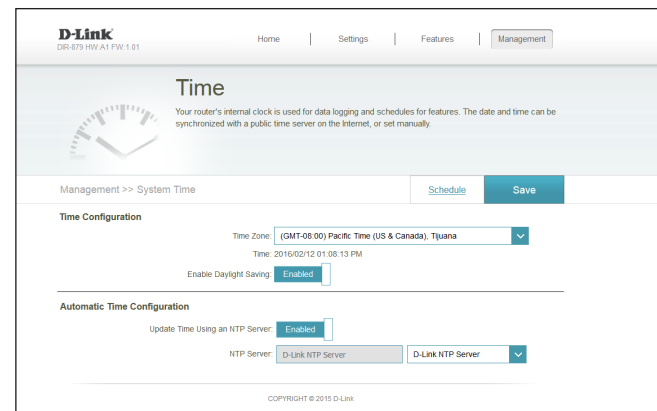 D-Link
DIR-879 HW:A1 FW:1.01
Home | Settings | Features | Management
Time
Your router's internal clock is used for data logging and schedules for features. The date and time can be
synchronized with a public time server on the Internet, or set manually.
Management >> System Time
Schedule
Save
Time Configuration
Time Zone: (GMT-08:00) Pacific Time (US & Canada), Tijuana
Time: 2016/02/12 01:08:13 PM
Enable Daylight Saving: Enabled
Automatic Time Configuration
Update Time Using an NTP Server: Enabled
NTP Server: D-Link NTP Server D-Link NTP Server
COPYRIGHT © 2015 D-Link